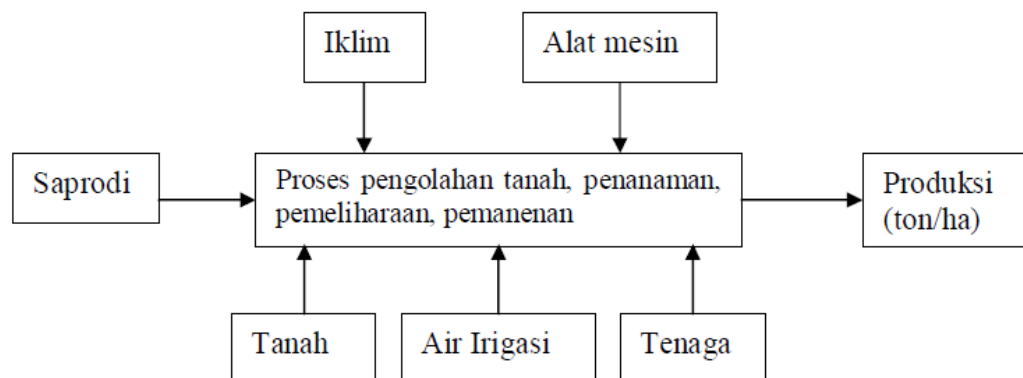 Iklim
Alat mesin
Saprodi
Proses pengolahan tanah, penanaman,
pemeliharaan, pemanenan
Produksi
(ton/ha)
Tanah
Air Irigasi
Tenaga